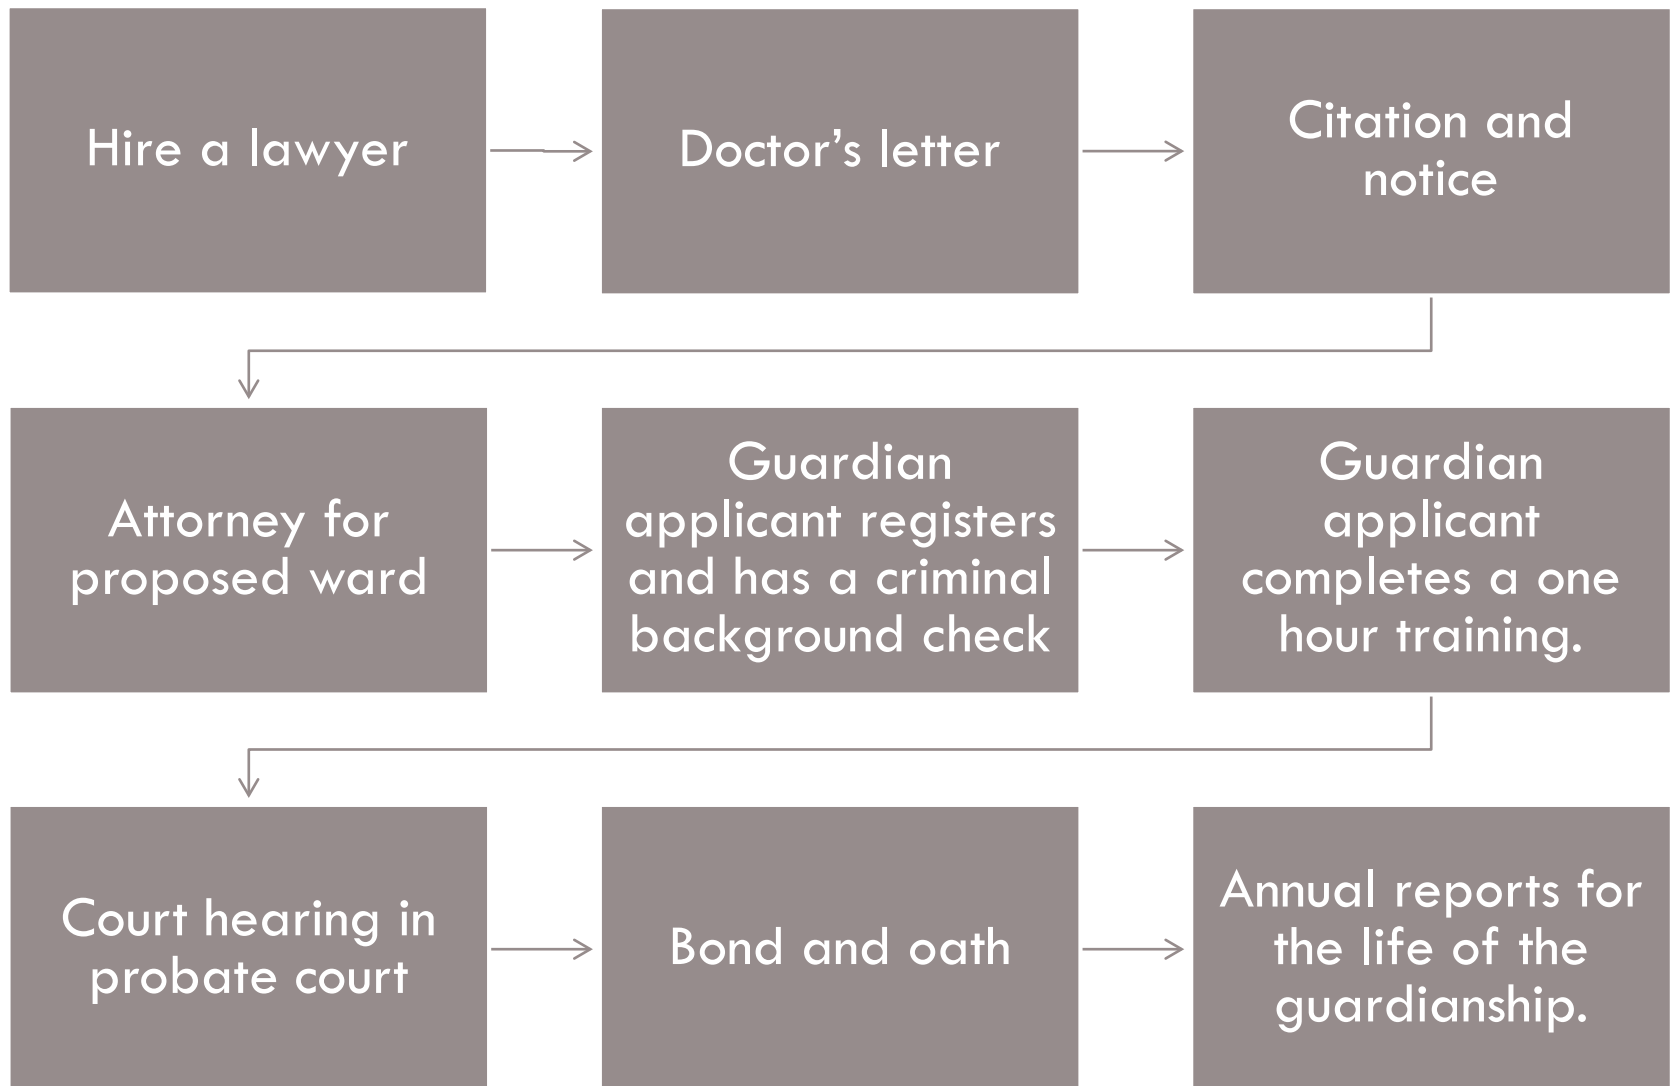 Hire a lawyer
Doctor’s letter
Citation and
notice
Attorney for
proposed ward
Guardian
applicant registers
and has a criminal
background check
Guardian
applicant
completes a one
hour training.
Court hearing in
probate court
Bond and oath
Annual reports for
the life of the
guardianship.